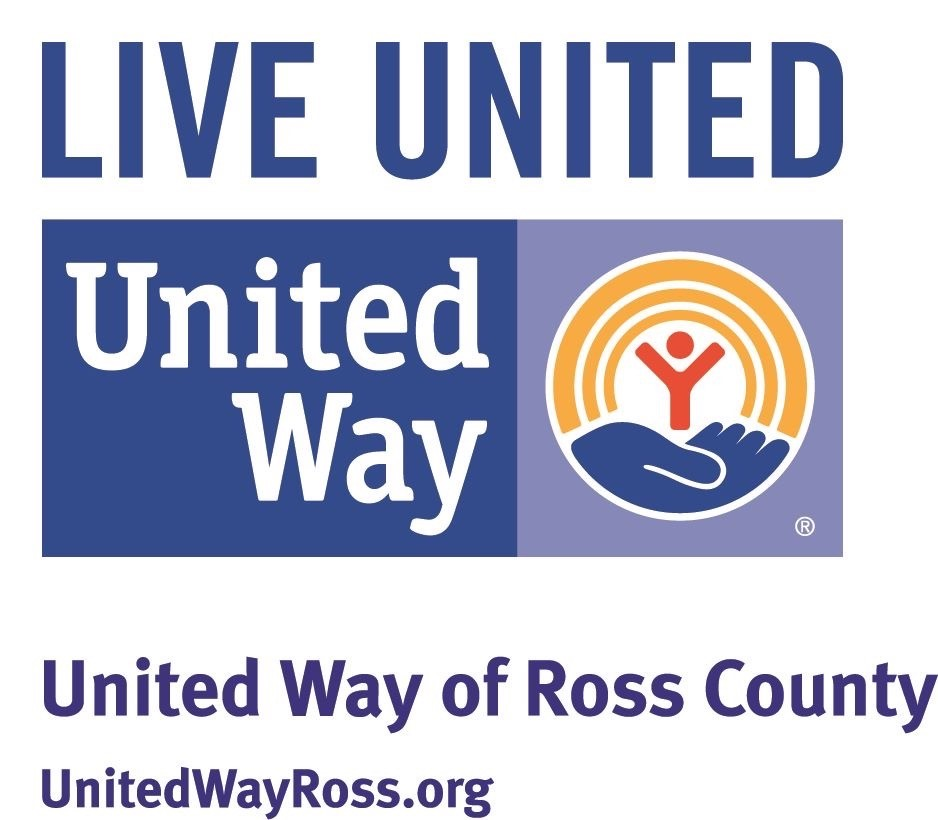 LIVE UNITED
United
Way
®
United Way of Ross County
UnitedWayRoss.org